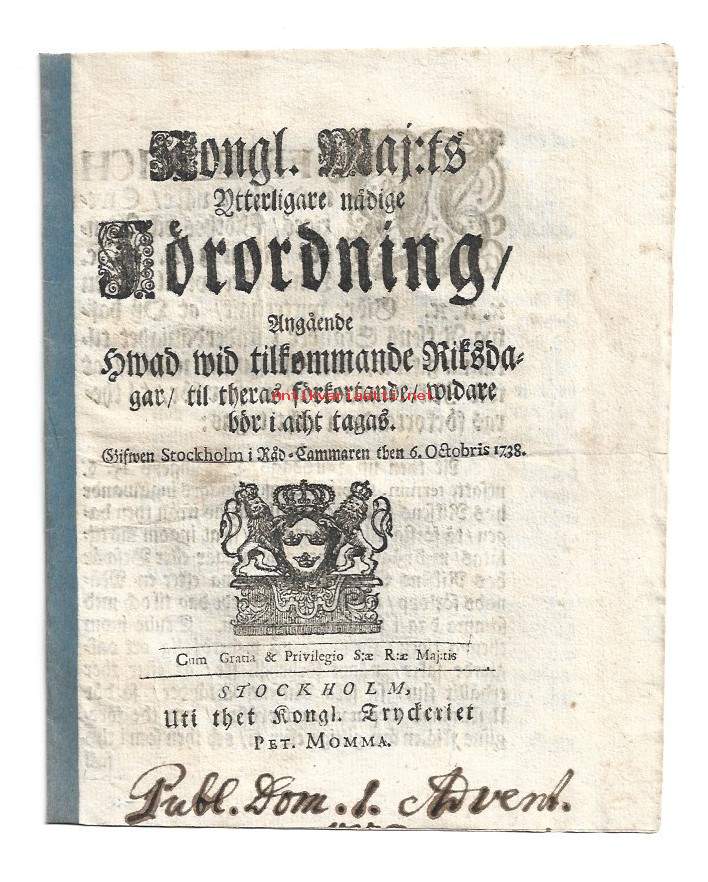 Kongl. Maj:ts
Ytterligare nådige
Förordning/
Angående
Hwad wid tilkommande Riksda-
gar/ til theras förkortande/ widare
bör i acht tagas.
Gifwen Stockholm i Råd-Cammaren then 6. Octobris 1738.
Cum Gratia & Privilegio S:æ R:æ Maj:tis
STOCKHOLM,
Uti thet Kongl. Tryckeriet
PET. MOMMA.
Publ. Dom. 1. Advent.